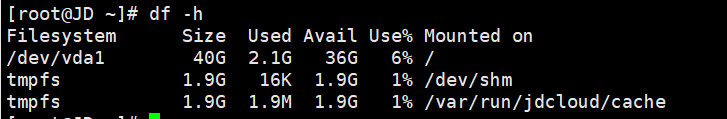 [root@JD ~]# df -h
Filesystem      Size  Used Avail Use% Mounted on
/dev/vda1        40G  2.1G   36G   6% /
tmpfs           1.9G   16K  1.9G   1% /dev/shm
tmpfs           1.9G  1.9M  1.9G   1% /var/run/jdcloud/cache
[root@JD ~]#